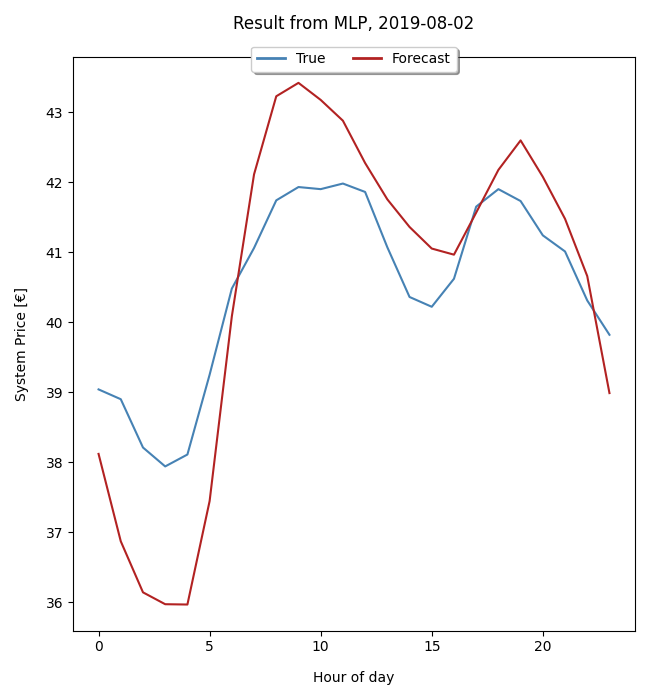 Result from MLP, 2019-08-02
True Forecast
43
42
41
40
39
38
37
36
System Price [€]
0 5 10 15 20
Hour of day